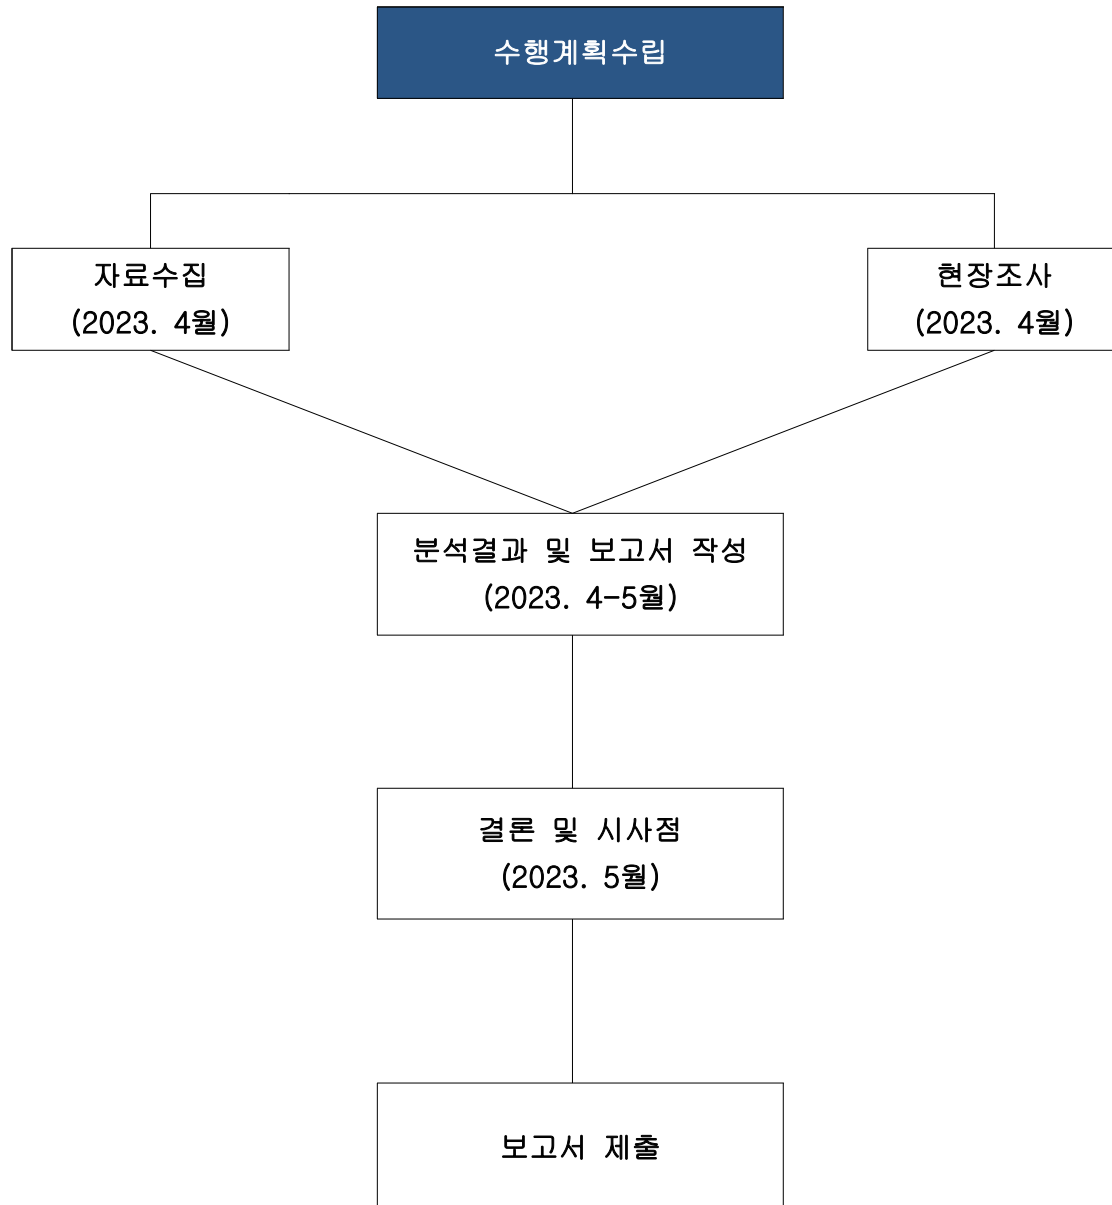 수행계획수립
자료수집
(2023. 4월)
현장조사
(2023. 4월)
분석결과 및 보고서 작성
(2023. 4-5월)
결론 및 시사점
(2023. 5월)
보고서 제출